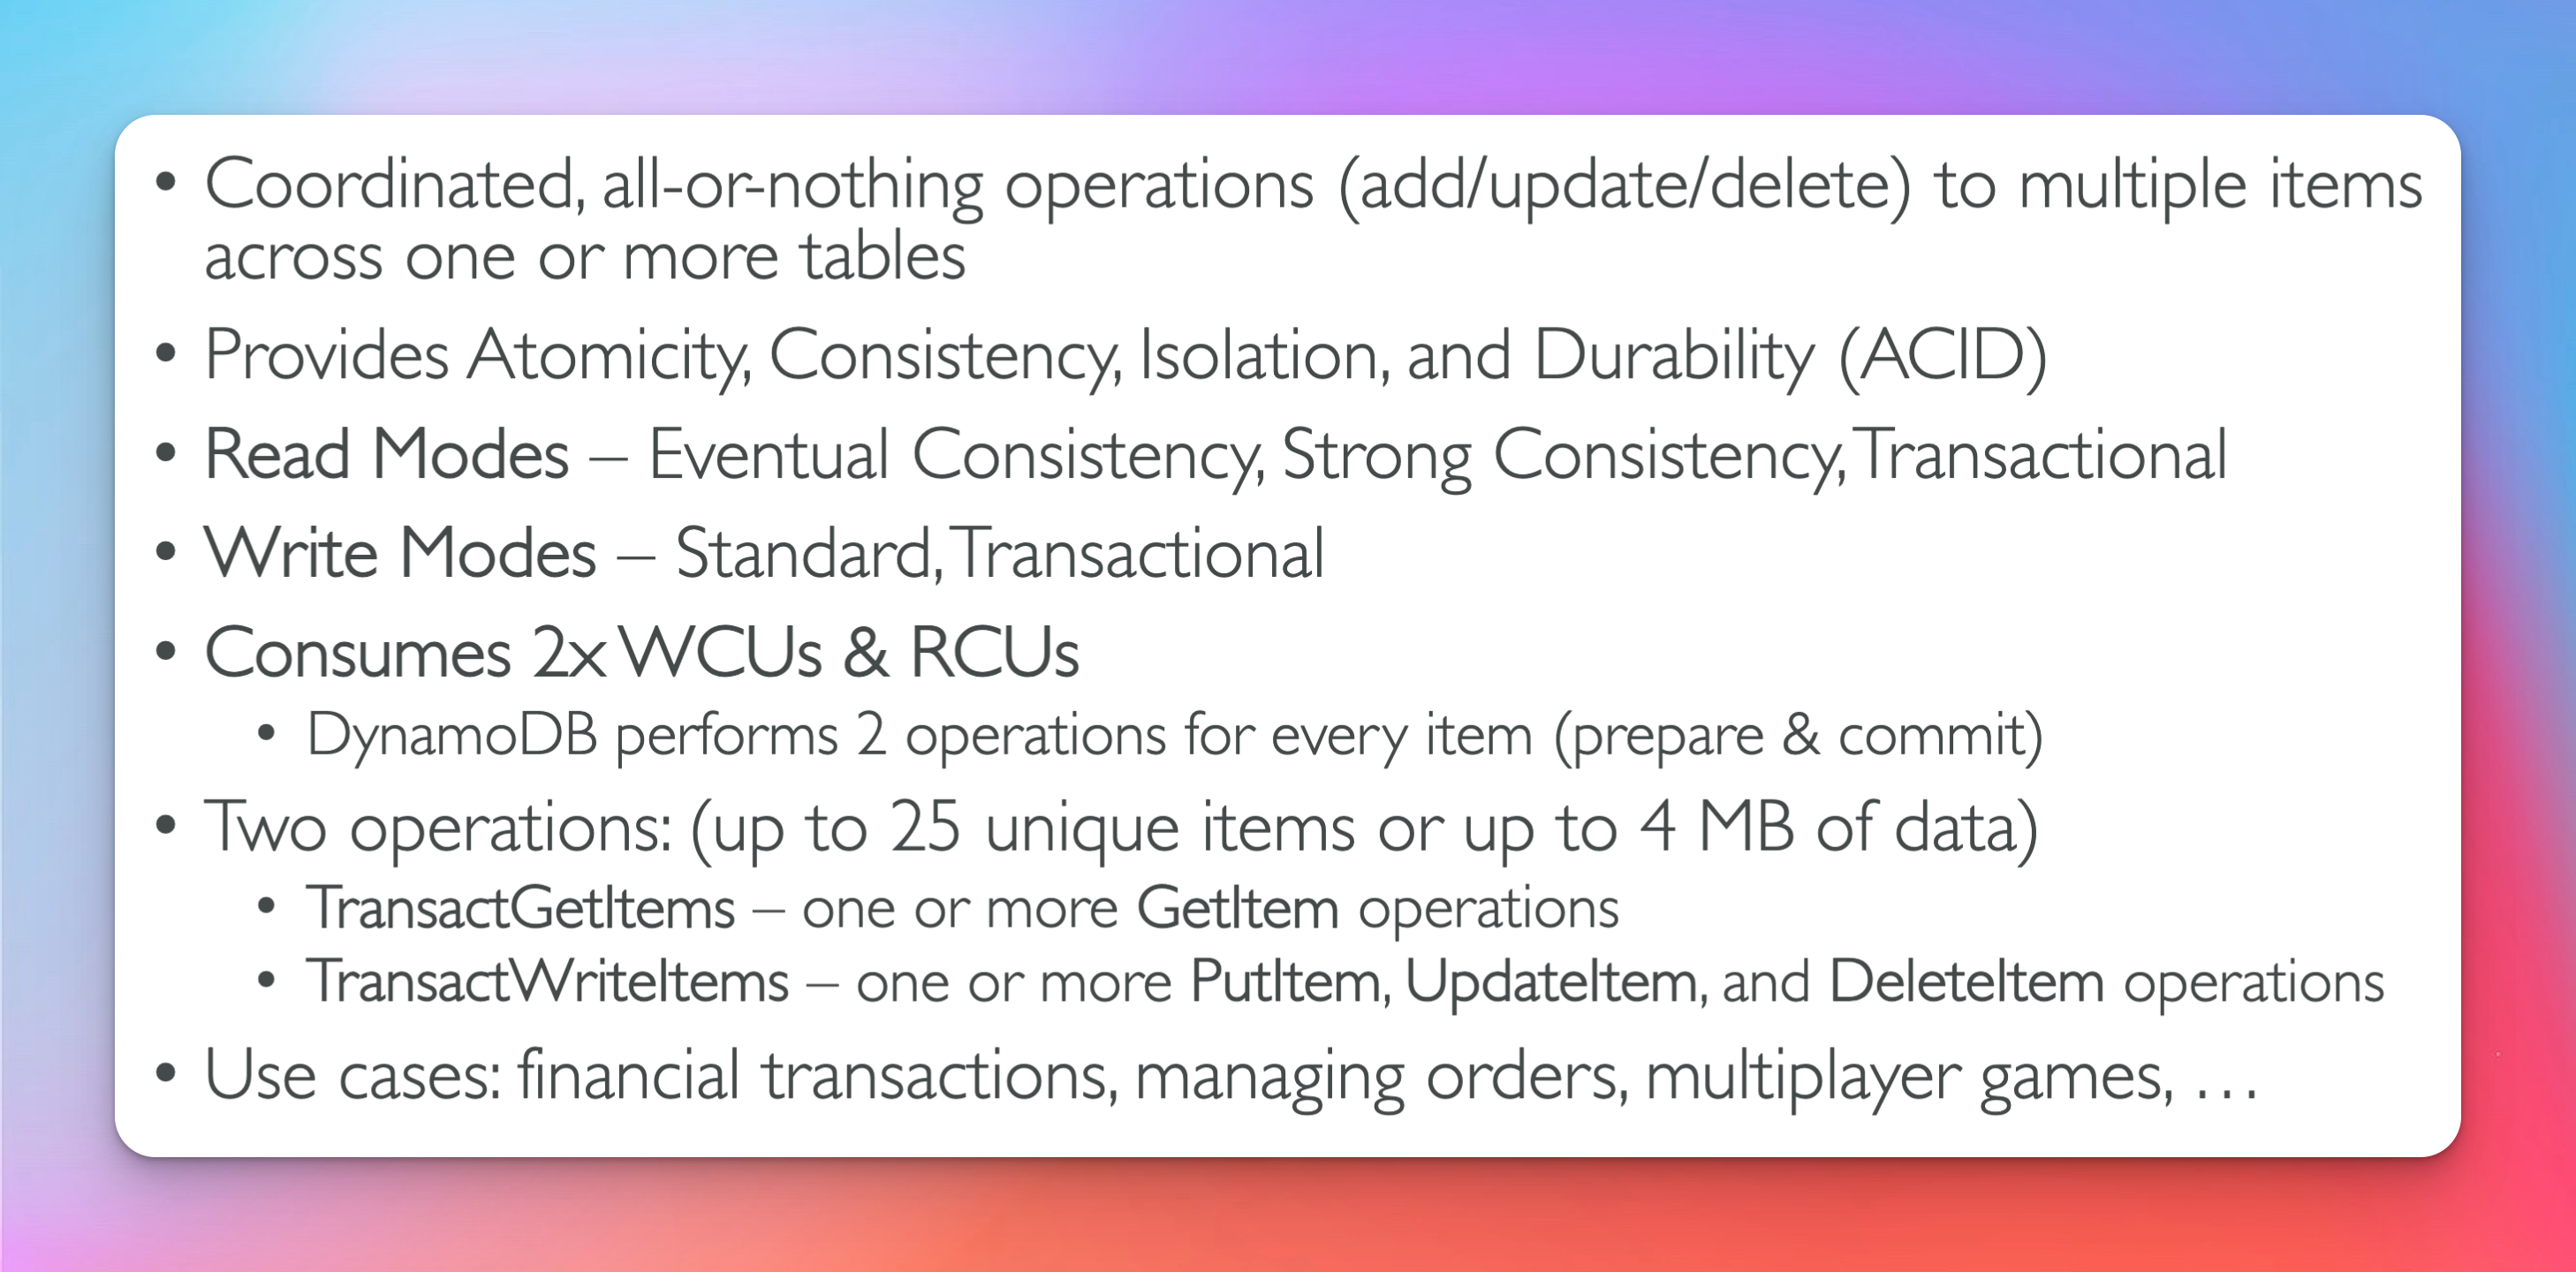 • Coordinated, all-or-nothing operations (add/update/delete) to multiple items
across one or more tables
• Provides Atomicity, Consistency, Isolation, and Durability (ACID)
• Read Modes – Eventual Consistency, Strong Consistency, Transactional
• Write Modes – Standard, Transactional
• Consumes 2x WCUs & RCUs
• DynamoDB performs 2 operations for every item (prepare & commit)
• Two operations: (up to 25 unique items or up to 4 MB of data)
• TransactGetItems – one or more GetItem operations
• TransactWriteItems – one or more PutItem, UpdateItem, and DeleteItem operations
• Use cases: financial transactions, managing orders, multiplayer games, …